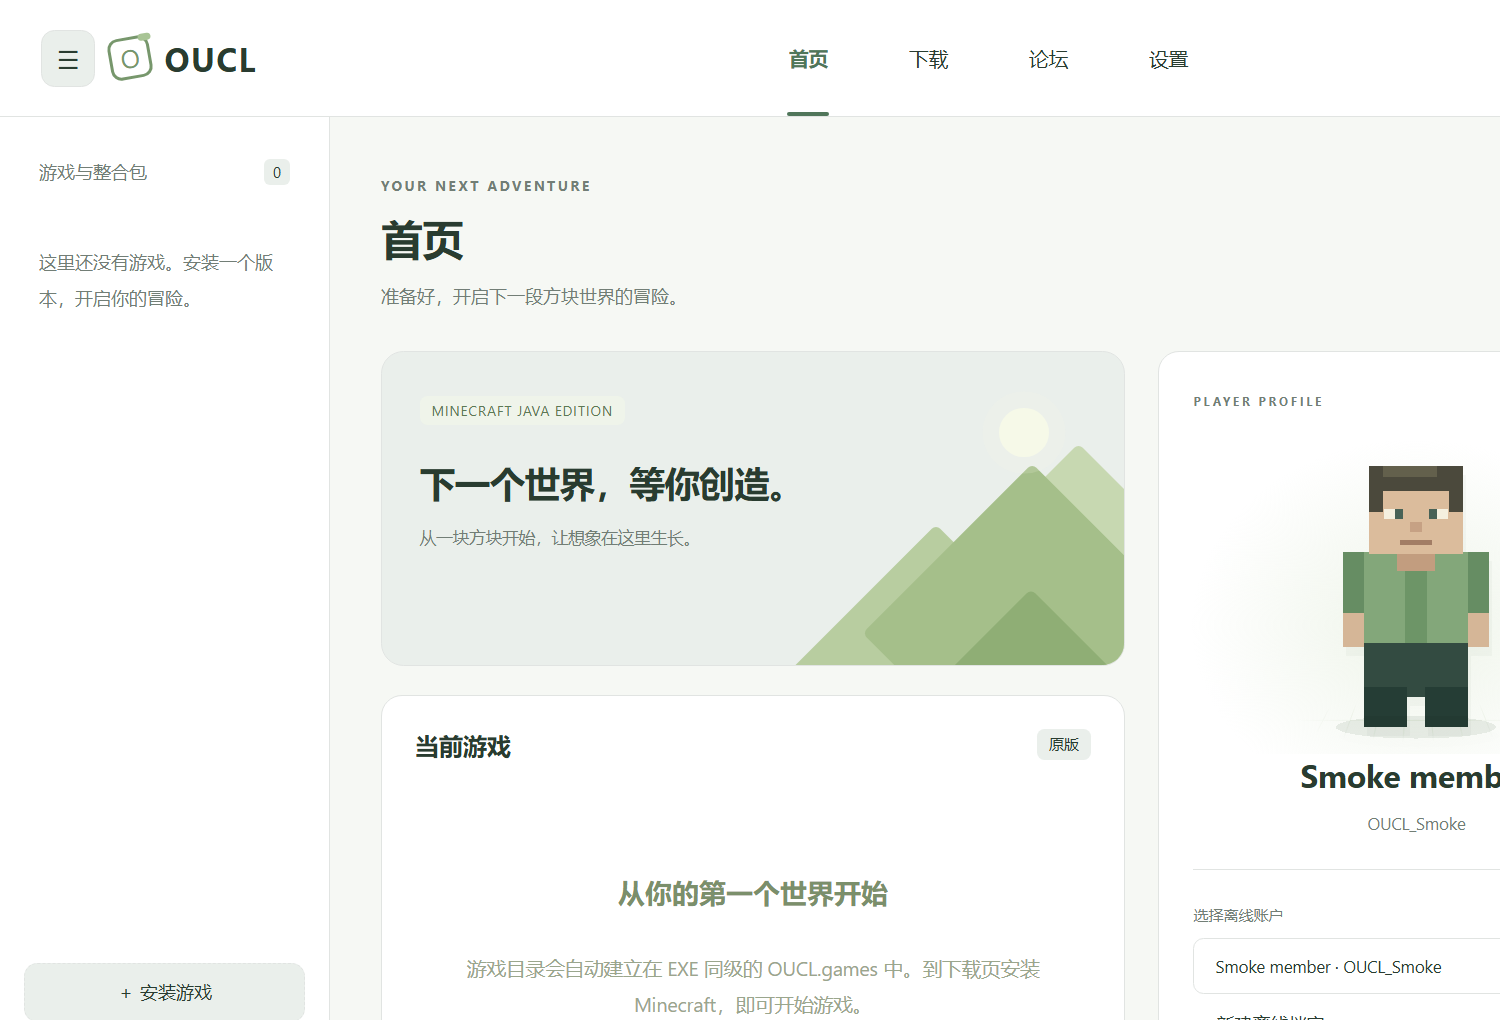 ☰ O OUCL
首页 下载 论坛 设置
游戏与整合包 0
这里还没有游戏。安装一个版
本，开启你的冒险。
+ 安装游戏
YOUR NEXT ADVENTURE
首页
准备好，开启下一段方块世界的冒险。
MINECRAFT JAVA EDITION
下一个世界，等你创造。
从一块方块开始，让想象在这里生长。
当前游戏 原版
从你的第一个世界开始
游戏目录会自动建立在 EXE 同级的 OUCL.games 中。到下载页安装
Minecraft，即可开始游戏。
PLAYER PROFILE
Smoke memb
OUCL_Smoke
选择离线账户
Smoke member · OUCL_Smoke